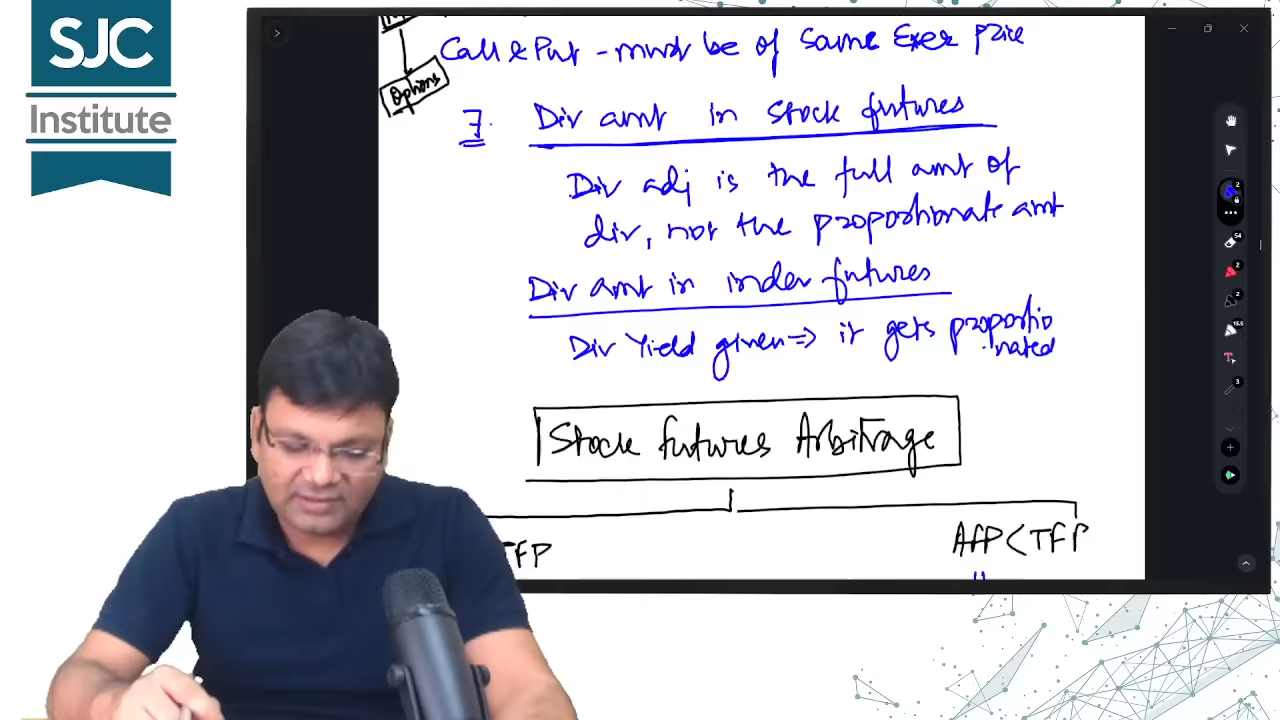 SJC
Institute
Call & Put - must be of same Exer price
Options
7.
Div amt in stock futures
Div adj is the full amt of
div, not the proportionate amt
Div amt in index futures
Div Yield given => it gets proportio
nated
Stock futures Arbitrage
TFP
AFP < TFP